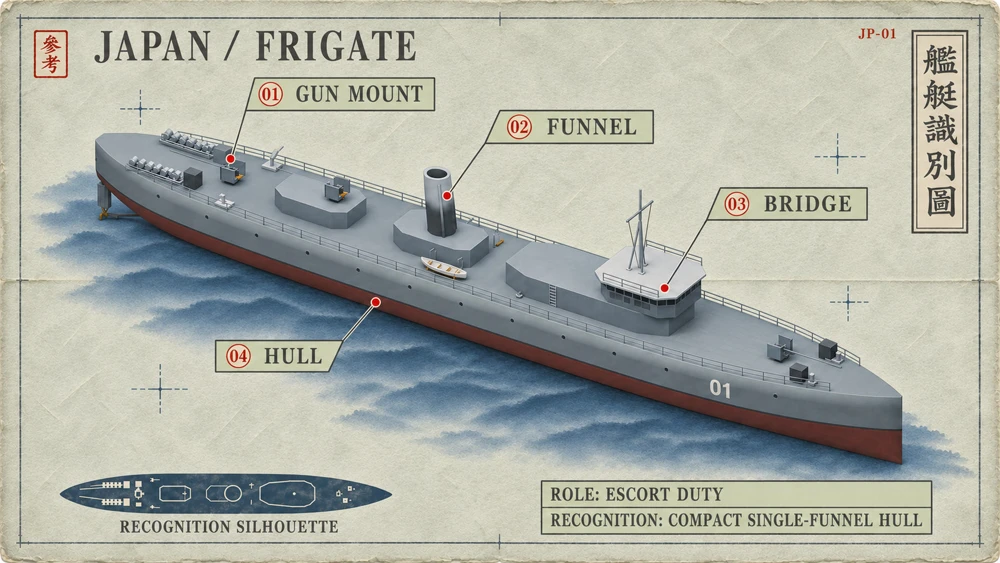 參考
JAPAN / FRIGATE
JP-01
艦艇識別圖
01 GUN MOUNT
02 FUNNEL
03 BRIDGE
04 HULL
01
RECOGNITION SILHOUETTE
ROLE: ESCORT DUTY
RECOGNITION: COMPACT SINGLE-FUNNEL HULL